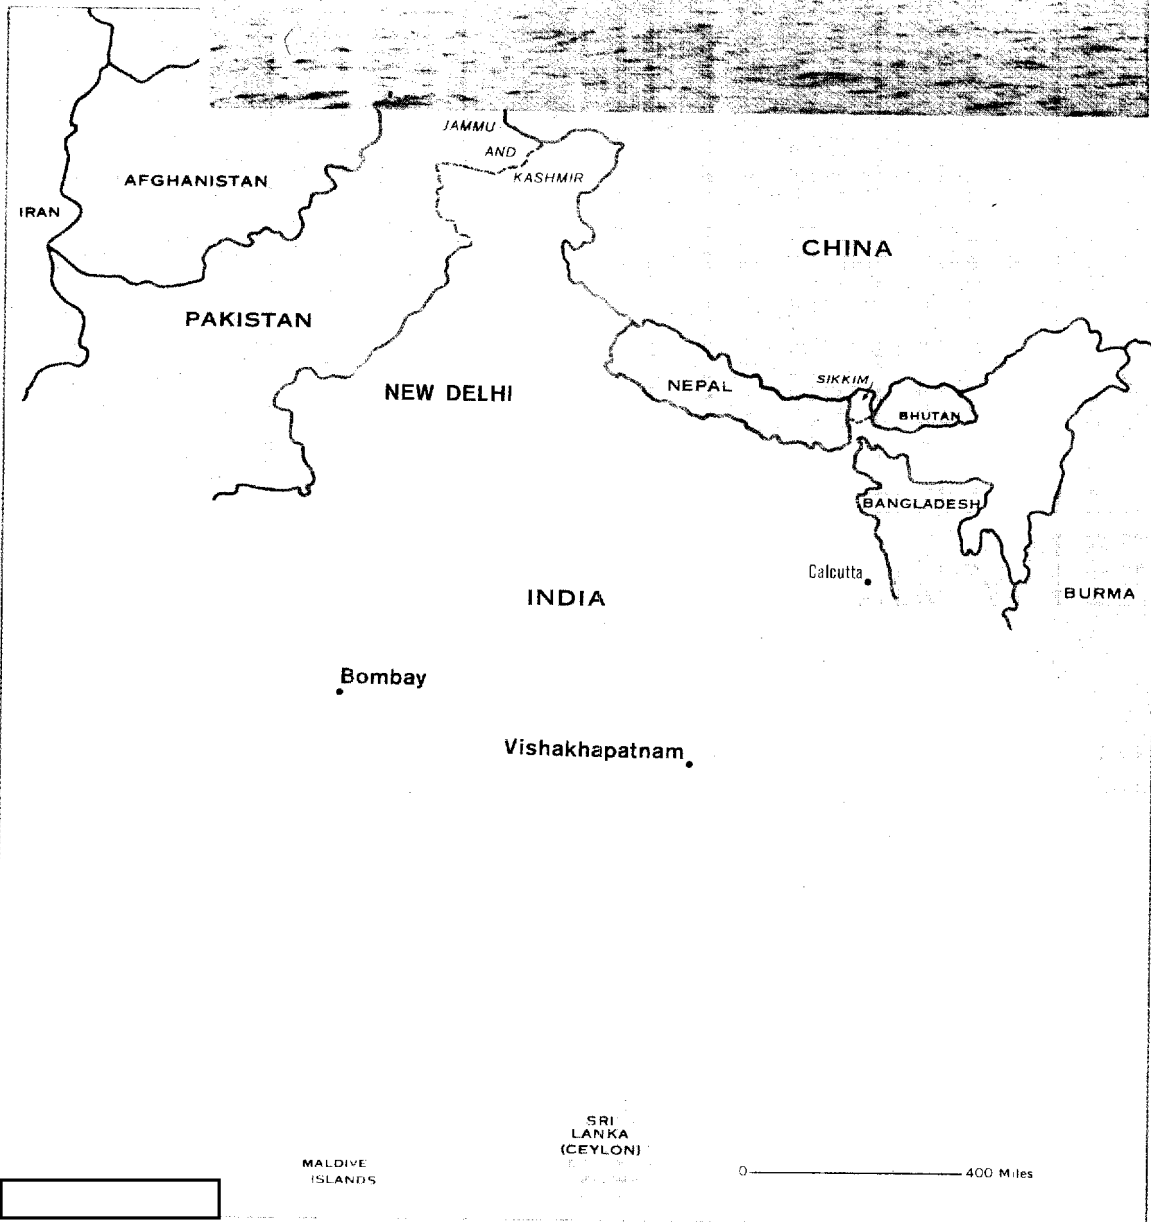 JAMMU
AND
KASHMIR
AFGHANISTAN
IRAN
CHINA
PAKISTAN
NEW DELHI
NEPAL
SIKKIM
BHUTAN
BANGLADESH
Calcutta
INDIA
BURMA
Bombay
Vishakhapatnam
SRI
LANKA
(CEYLON)
MALDIVE
ISLANDS
0 400 Miles